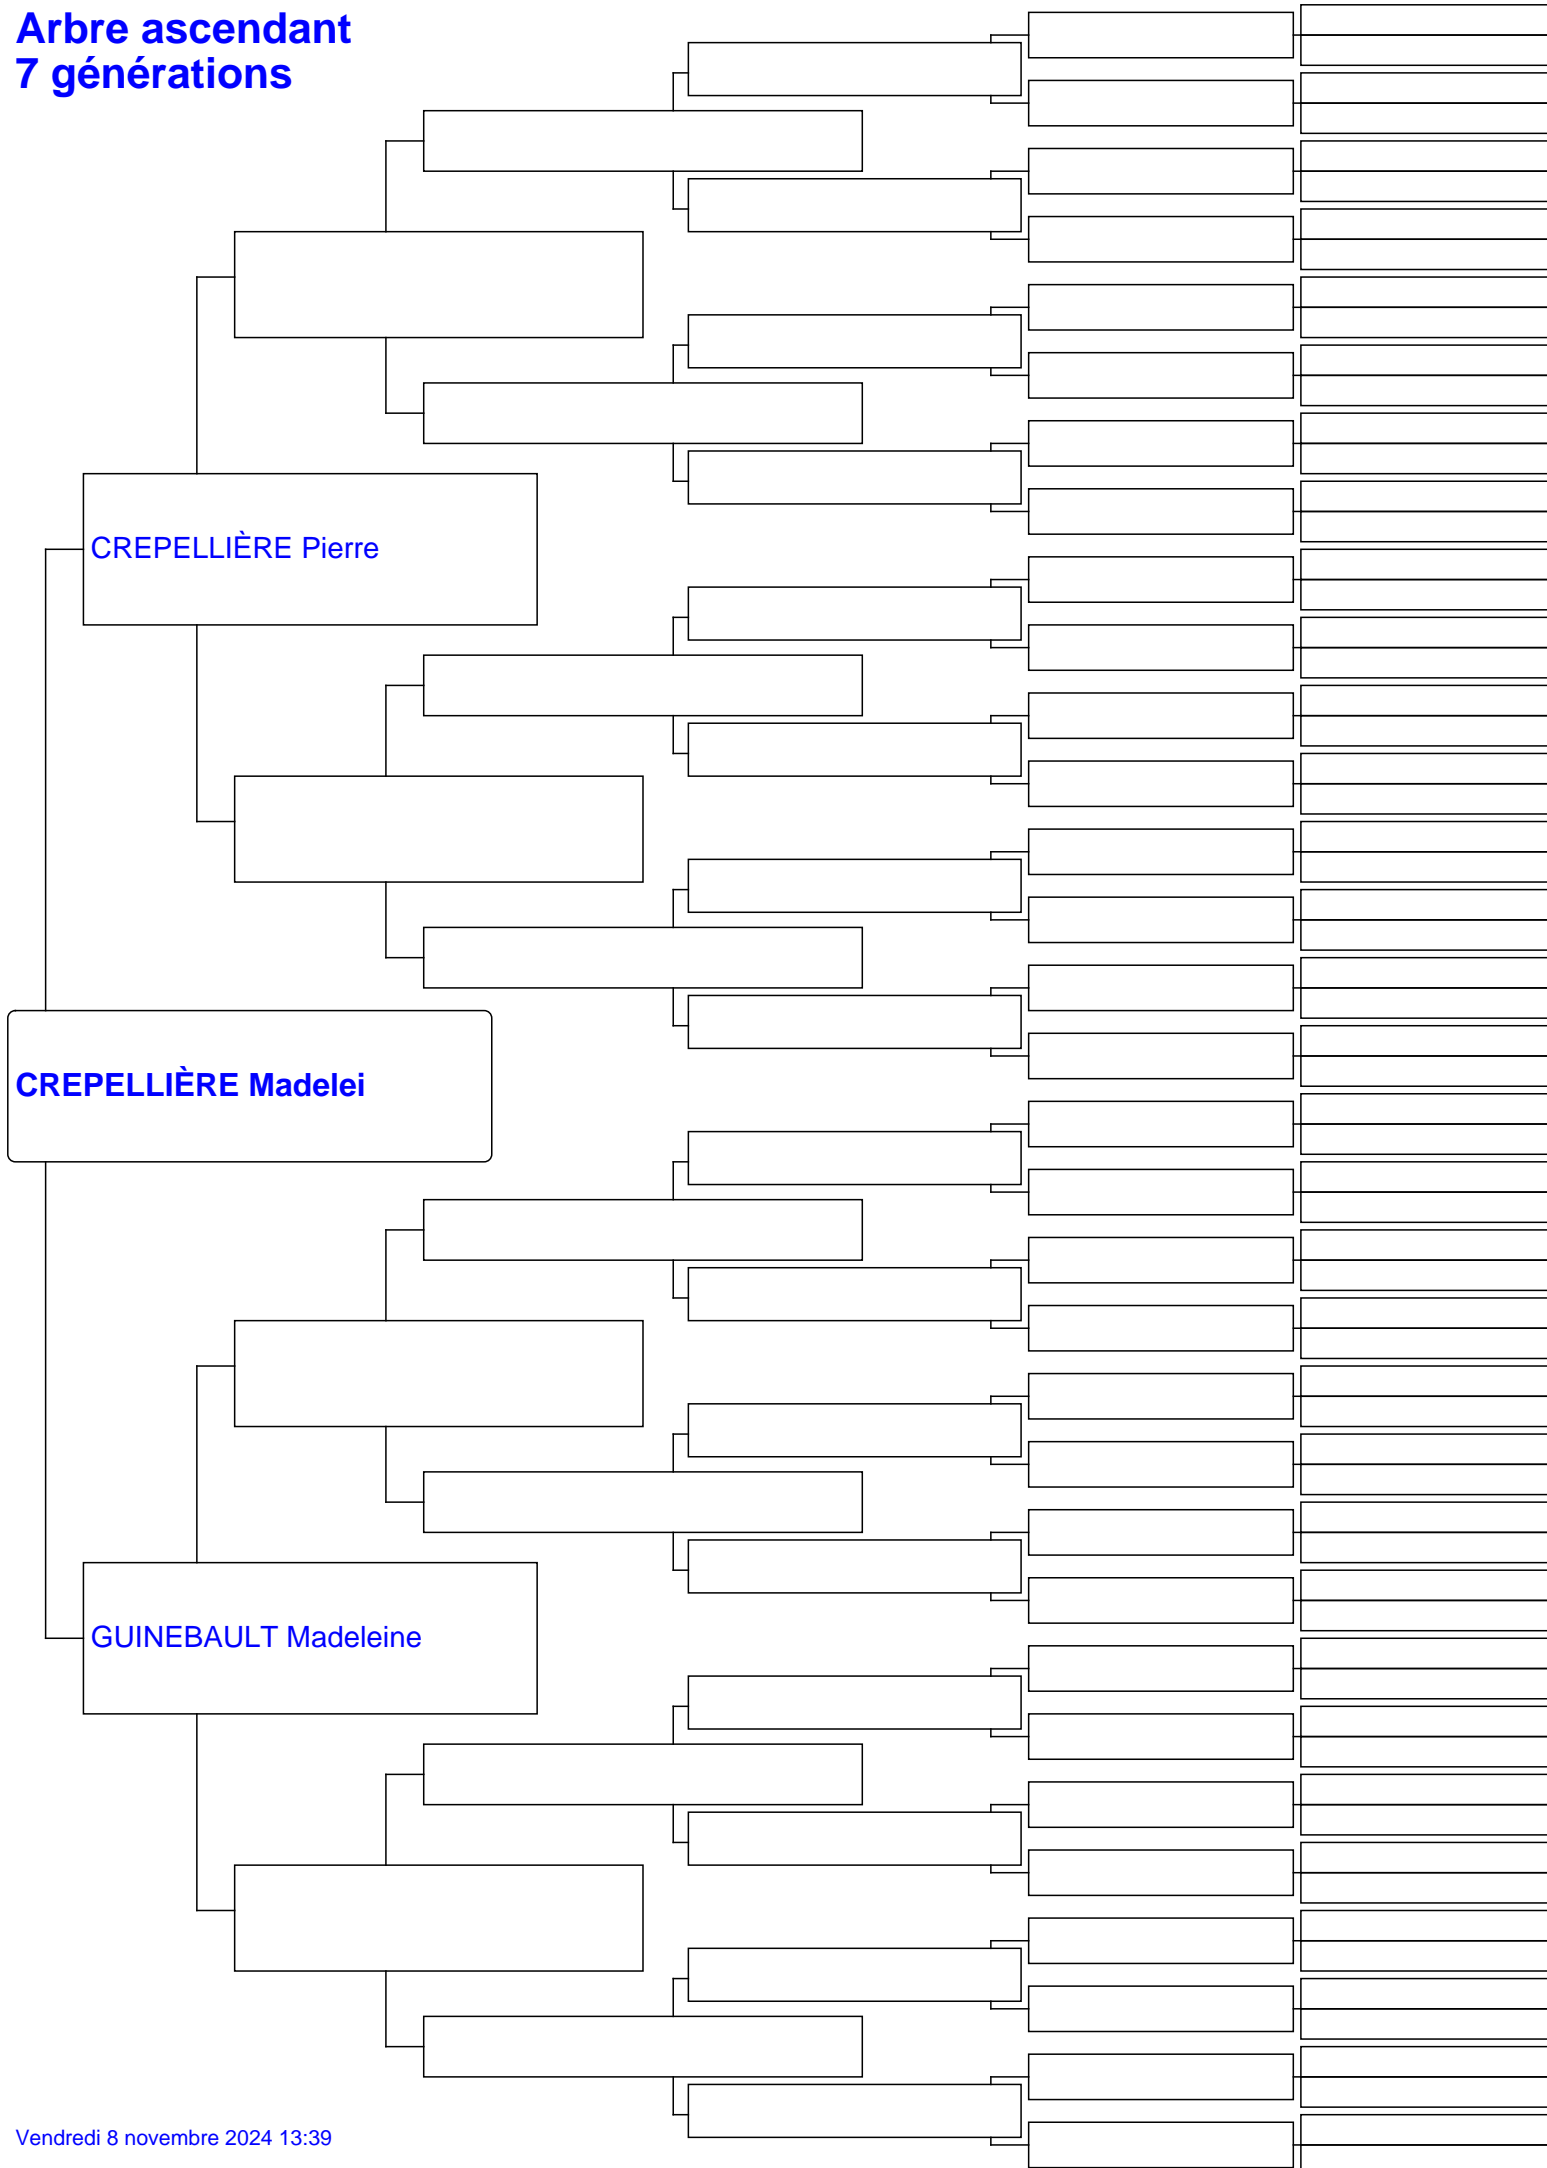 Arbre ascendant
7 générations
CREPELLIÈRE Pierre
CREPELLIÈRE Madelei
GUINEBAULT Madeleine
Vendredi 8 novembre 2024 13:39